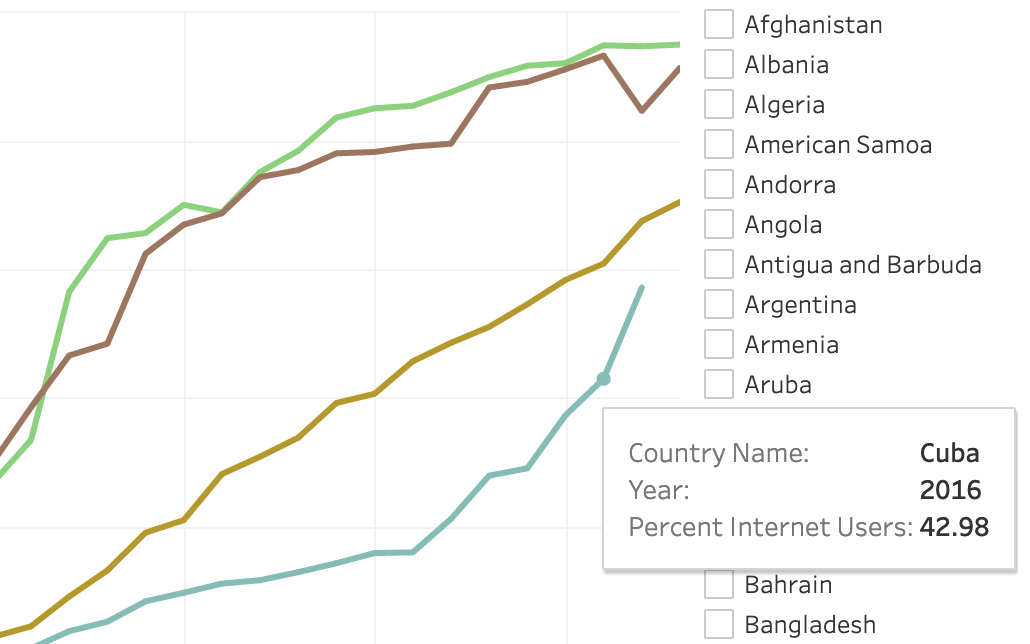 Afghanistan
Albania
Algeria
American Samoa
Andorra
Angola
Antigua and Barbuda
Argentina
Armenia
Aruba
Country Name: Cuba
Year: 2016
Percent Internet Users: 42.98
Bahrain
Bangladesh